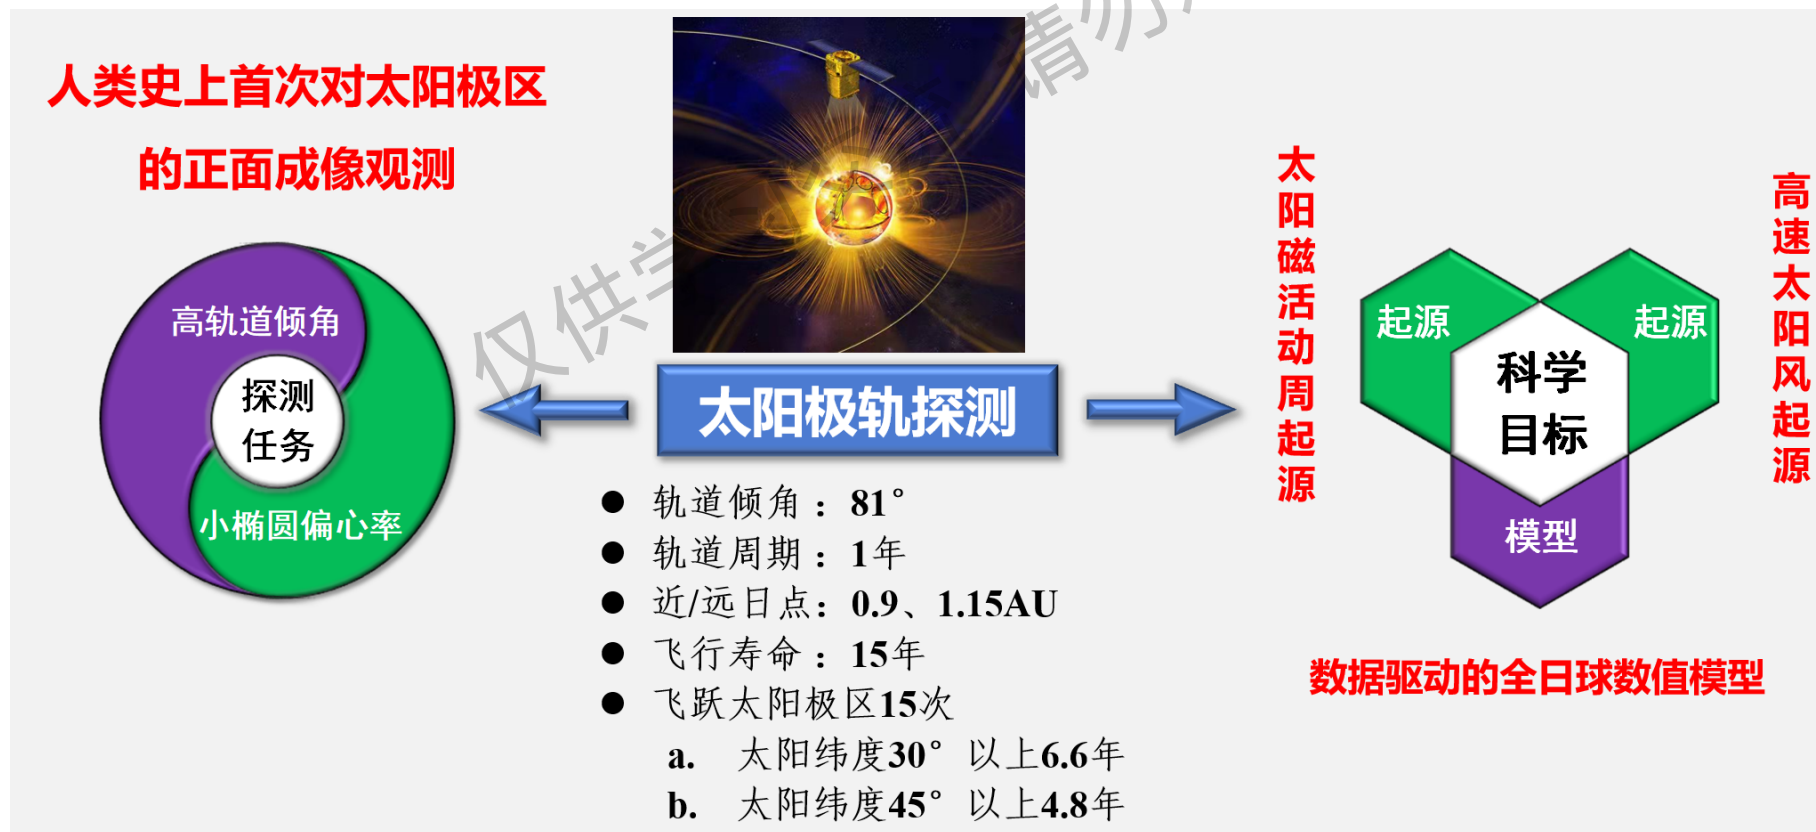 人类史上首次对太阳极区
的正面成像观测
高轨道倾角
探测
任务
小椭圆偏心率
仅供学
请勿
太阳极轨探测
● 轨道倾角：81°
● 轨道周期：1年
● 近/远日点：0.9、1.15AU
● 飞行寿命：15年
● 飞跃太阳极区15次
a. 太阳纬度30°以上6.6年
b. 太阳纬度45°以上4.8年
太阳磁活动周起源
起源
科学
目标
起源
模型
高速太阳风起源
数据驱动的全日球数值模型